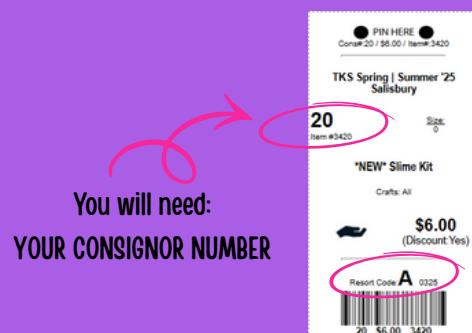 PIN HERE
Cons#:20 / $6.00 / Item#:3420
TKS Spring | Summer '25
Salisbury
20
Item #3420
Size:
0
*NEW* Slime Kit
Crafts: All
$6.00
(Discount:Yes)
Resort Code: A 0325
20 $6.00 3420
You will need:
YOUR CONSIGNOR NUMBER